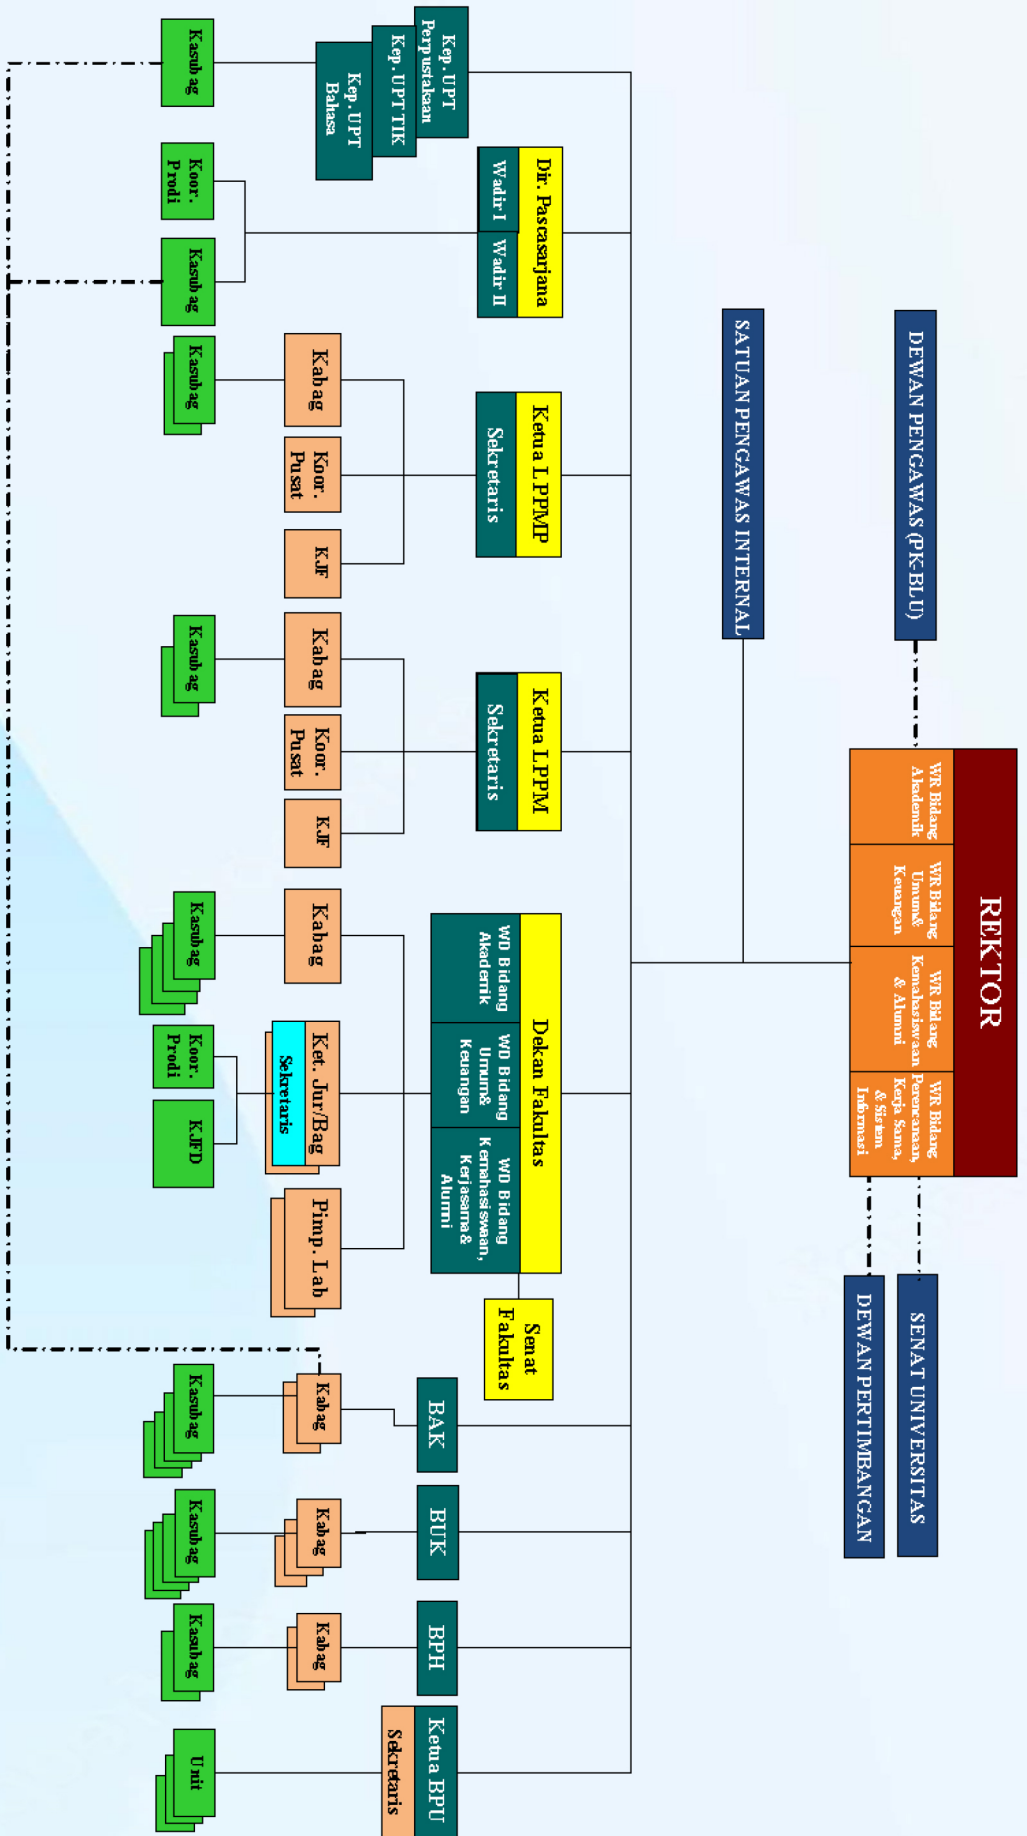 REKTOR
WR Bidang
Akademik
WR Bidang
Umum&
Keuangan
WR Bidang
Kemahasiswaan
& Alumni
WR Bidang
Perencanaan,
Kerja Sama,
& Sistem
Informasi
DEWAN PENGAWAS (PK-BLU)
SENAT UNIVERSITAS
DEWAN PERTIMBANGAN
SATUAN PENGAWAS INTERNAL
Kep. UPT
Perpustakaan
Kep. UPT TIK
Kep. UPT
Bahasa
Kasubag
Dir. Pascasarjana
Wadir I
Wadir II
Koor.
Prodi
Kasubag
Ketua LPPMP
Sekretaris
Kabag
Koor.
Pusat
KJF
Kasubag
Ketua LPPM
Sekretaris
Kabag
Koor.
Pusat
KJF
Kasubag
Dekan Fakultas
WD Bidang
Akademik
WD Bidang
Umum&
Keuangan
WD Bidang
Kemahasiswaan,
Kerjasama&
Alumni
Senat
Fakultas
Kabag
Ket. Jur/Bag
Sekretaris
Pimp. Lab
Kasubag
Koor.
Prodi
KJFD
BAK
Kabag
Kasubag
BUK
Kabag
Kasubag
BPH
Kabag
Kasubag
Ketua BPU
Sekretaris
Unit